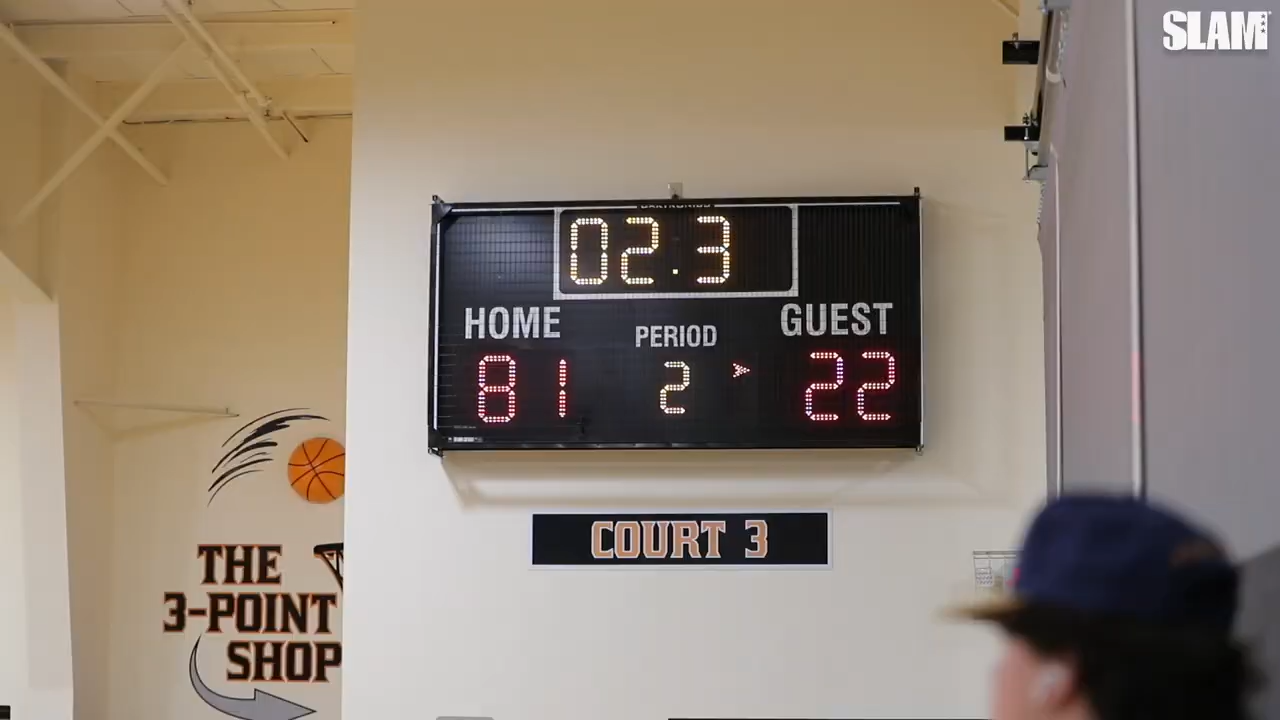 SLAM
02.3
HOME
PERIOD
GUEST
81
2
22
COURT 3
THE
3-POINT
SHOP